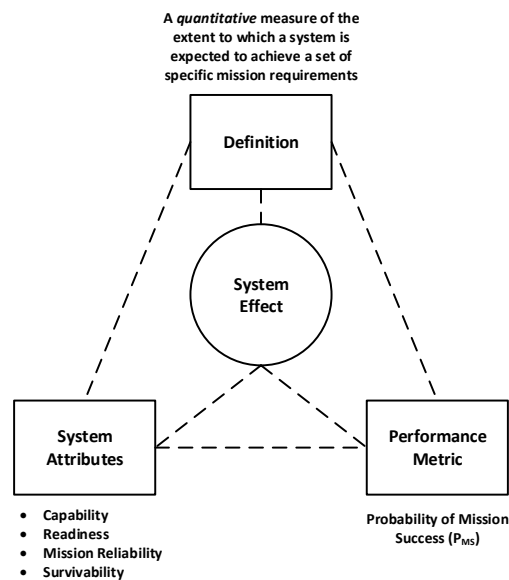 A quantitative measure of the
extent to which a system is
expected to achieve a set of
specific mission requirements
Definition
System
Effect
System
Attributes
• Capability
• Readiness
• Mission Reliability
• Survivability
Performance
Metric
Probability of Mission
Success (PMS)